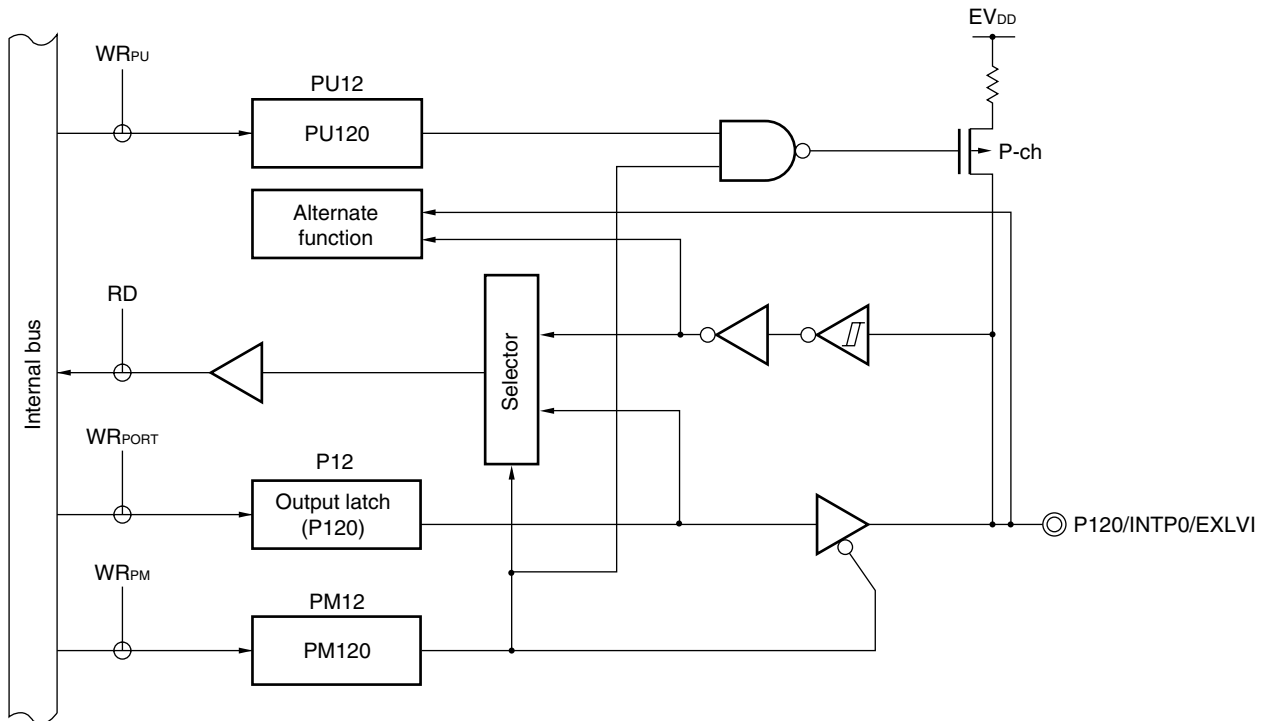 EVDD
WRPU
PU12
PU120
P-ch
Alternate
function
RD
Internal bus
Selector
WRPORT
P12
Output latch
(P120)
P120/INTP0/EXLVI
WRPM
PM12
PM120